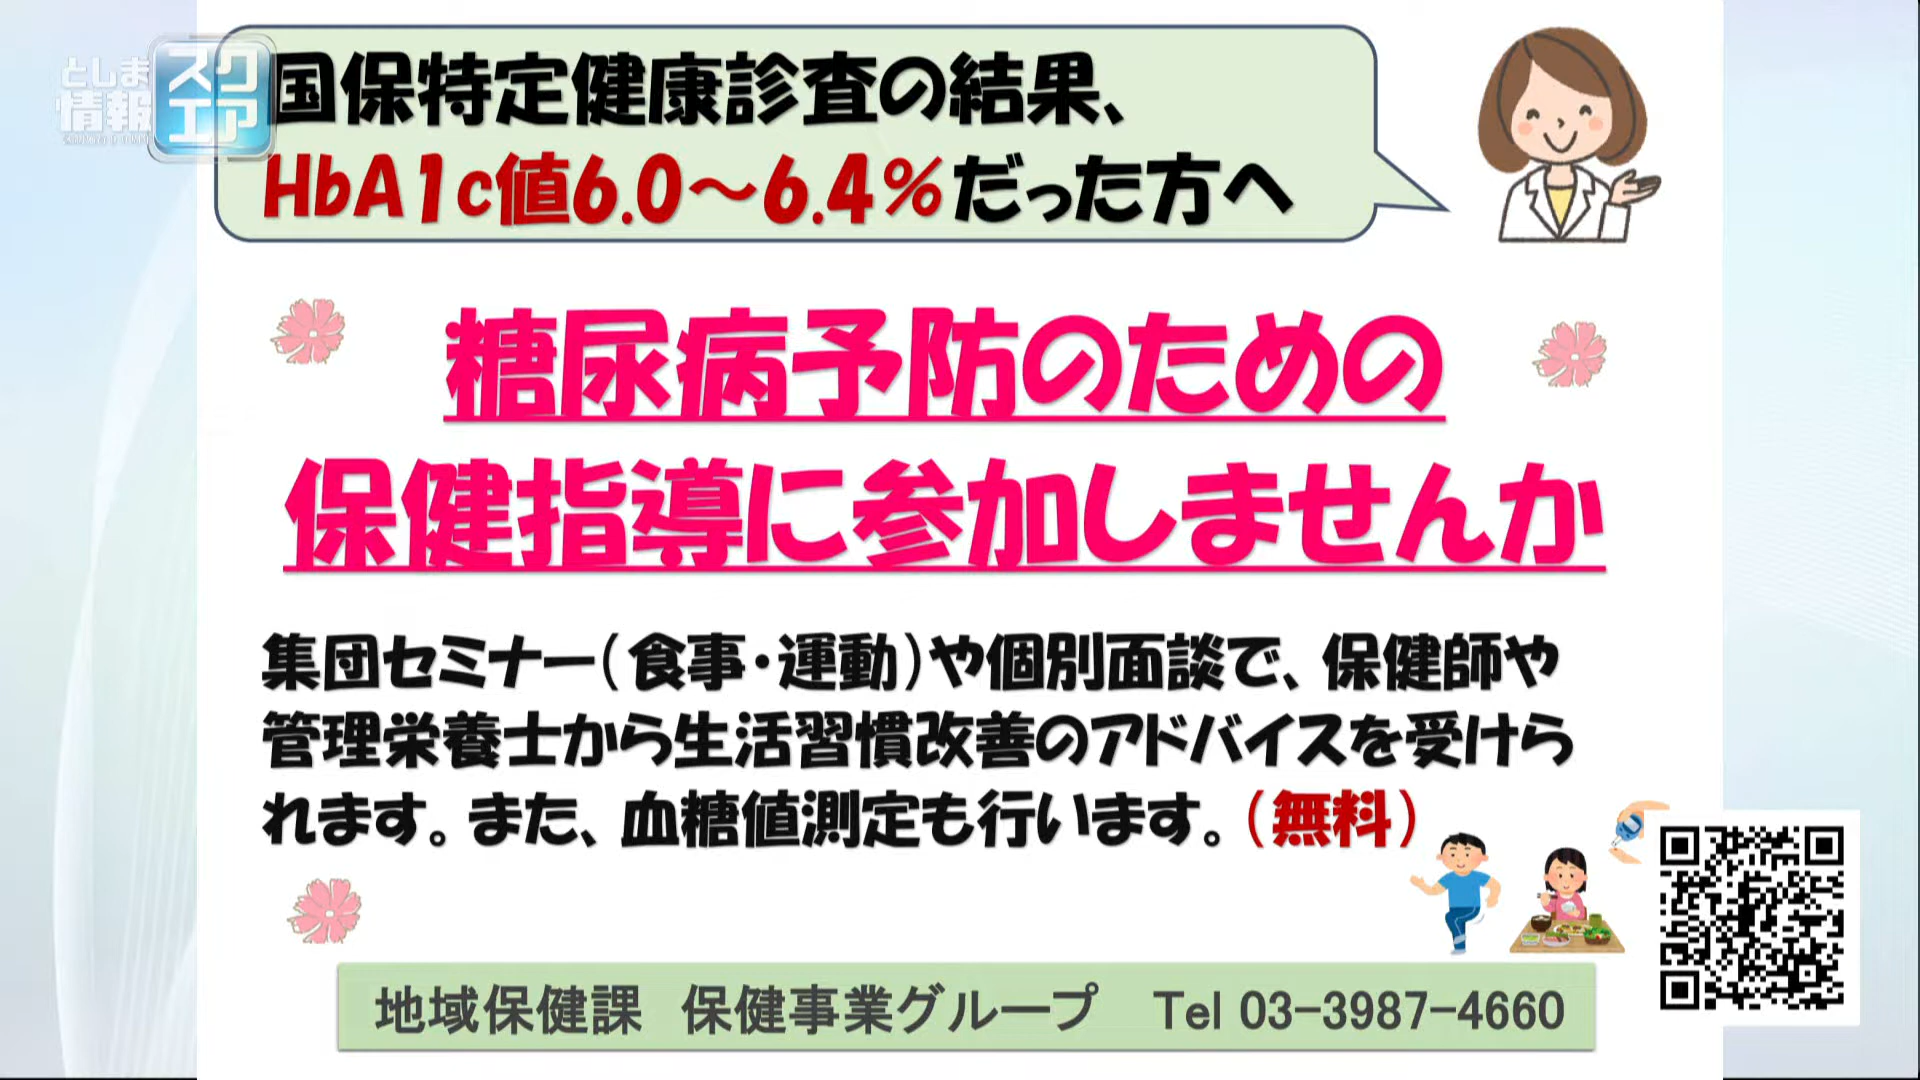 としま
情報
スク
エア
国保特定健康診査の結果、
HbA1c値6.0～6.4％だった方へ
糖尿病予防のための
保健指導に参加しませんか
集団セミナー（食事・運動）や個別面談で、保健師や
管理栄養士から生活習慣改善のアドバイスを受けら
れます。また、血糖値測定も行います。（無料）
地域保健課　保健事業グループ　Tel 03-3987-4660